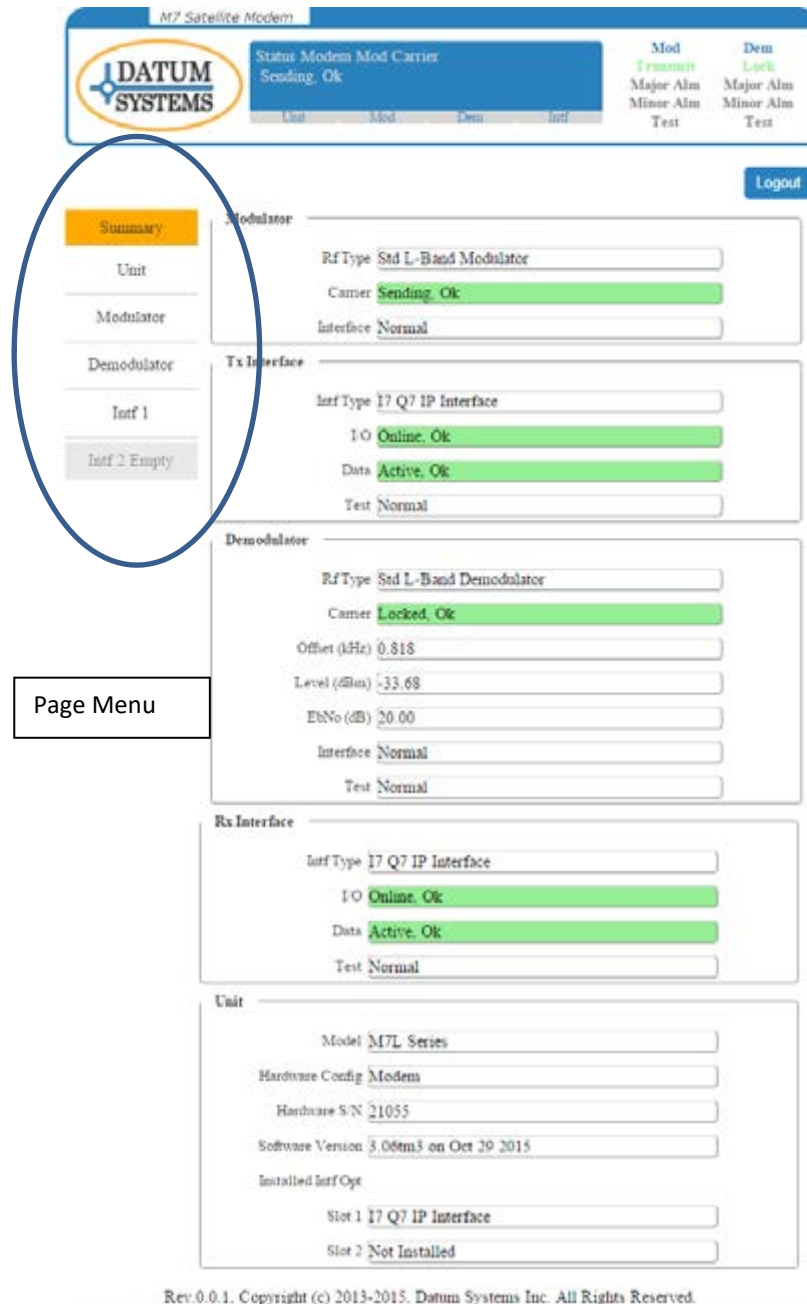 M7 Satellite Modem
DATUM
SYSTEMS
Status Modem Mod Carrier
Sending, Ok
Unit Mod Dem Intf
Mod Dem
Transmit Lock
Major Alm Major Alm
Minor Alm Minor Alm
Test Test
Logout
Summary
Unit
Modulator
Demodulator
Intf 1
Intf 2 Empty
Page Menu
Modulator
Rf Type Std L-Band Modulator
Carrier Sending, Ok
Interface Normal
Tx Interface
Intf Type I7 Q7 IP Interface
I/O Online, Ok
Data Active, Ok
Test Normal
Demodulator
Rf Type Std L-Band Demodulator
Carrier Locked, Ok
Offset (kHz) 0.818
Level (dBm) -33.68
EbNo (dB) 20.00
Interface Normal
Test Normal
Rx Interface
Intf Type I7 Q7 IP Interface
I/O Online, Ok
Data Active, Ok
Test Normal
Unit
Model M7L Series
Hardware Config Modem
Hardware S/N 21055
Software Version 3.06tm3 on Oct 29 2015
Installed Intf Opt
Slot 1 I7 Q7 IP Interface
Slot 2 Not Installed
Rev.0.0.1. Copyright (c) 2013-2015. Datum Systems Inc. All Rights Reserved.